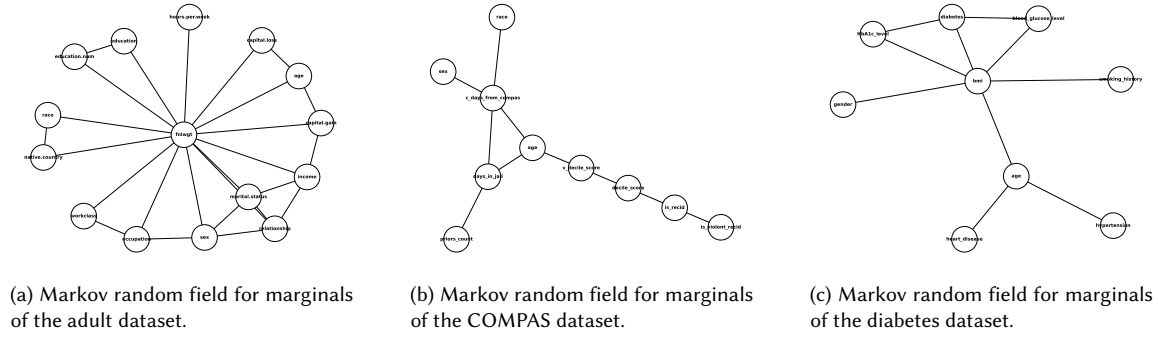 hours.per.week
education
capital.loss
education.num
age
race
capital.gain
fnlwgt
native.country
income
marital.status
workclass
relationship
occupation
sex
race
sex
c_days_from_compas
age
days_in_jail
v_decile_score
decile_score
is_recid
is_violent_recid
priors_count
diabetes
blood_glucose_level
HbA1c_level
bmi
smoking_history
gender
age
hypertension
heart_disease
(a) Markov random field for marginals
of the adult dataset.
(b) Markov random field for marginals
of the COMPAS dataset.
(c) Markov random field for marginals
of the diabetes dataset.